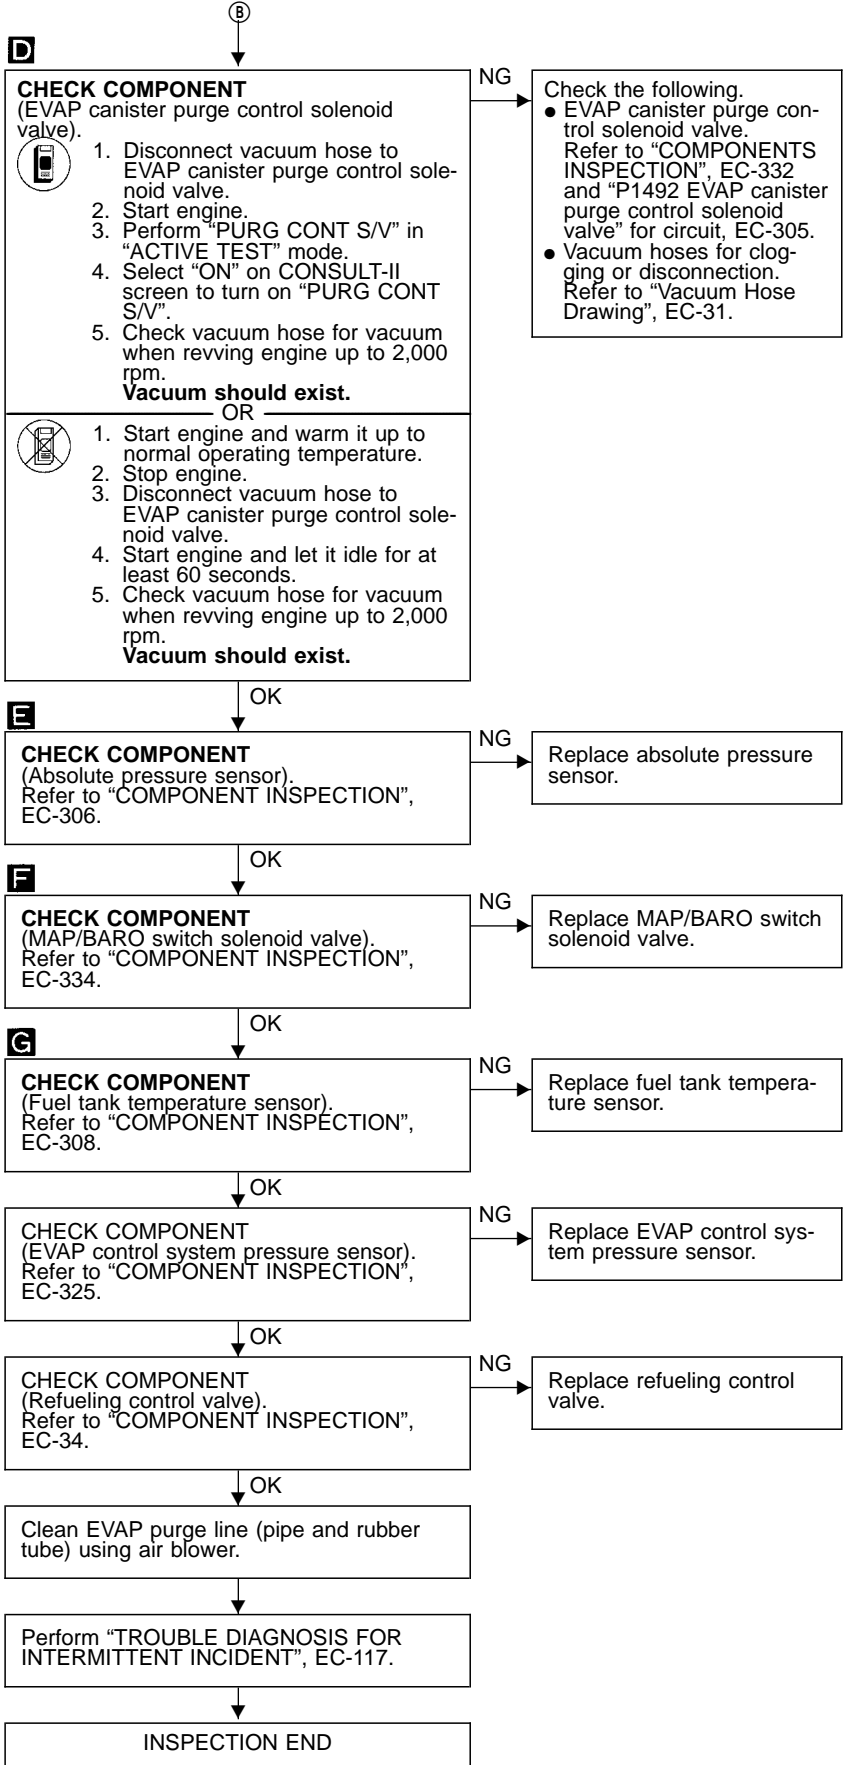 B
D
CHECK COMPONENT
(EVAP canister purge control solenoid
valve).
1. Disconnect vacuum hose to
EVAP canister purge control sole-
noid valve.
2. Start engine.
3. Perform “PURG CONT S/V” in
“ACTIVE TEST” mode.
4. Select “ON” on CONSULT-II
screen to turn on “PURG CONT
S/V”.
5. Check vacuum hose for vacuum
when revving engine up to 2,000
rpm.
Vacuum should exist.
OR
1. Start engine and warm it up to
normal operating temperature.
2. Stop engine.
3. Disconnect vacuum hose to
EVAP canister purge control sole-
noid valve.
4. Start engine and let it idle for at
least 60 seconds.
5. Check vacuum hose for vacuum
when revving engine up to 2,000
rpm.
Vacuum should exist.
NG
Check the following.
● EVAP canister purge con-
trol solenoid valve.
Refer to “COMPONENTS
INSPECTION”, EC-332
and “P1492 EVAP canister
purge control solenoid
valve” for circuit, EC-305.
● Vacuum hoses for clog-
ging or disconnection.
Refer to “Vacuum Hose
Drawing”, EC-31.
OK
E
CHECK COMPONENT
(Absolute pressure sensor).
Refer to “COMPONENT INSPECTION”,
EC-306.
NG
Replace absolute pressure
sensor.
OK
F
CHECK COMPONENT
(MAP/BARO switch solenoid valve).
Refer to “COMPONENT INSPECTION”,
EC-334.
NG
Replace MAP/BARO switch
solenoid valve.
OK
G
CHECK COMPONENT
(Fuel tank temperature sensor).
Refer to “COMPONENT INSPECTION”,
EC-308.
NG
Replace fuel tank tempera-
ture sensor.
OK
CHECK COMPONENT
(EVAP control system pressure sensor).
Refer to “COMPONENT INSPECTION”,
EC-325.
NG
Replace EVAP control sys-
tem pressure sensor.
OK
CHECK COMPONENT
(Refueling control valve).
Refer to “COMPONENT INSPECTION”,
EC-34.
NG
Replace refueling control
valve.
OK
Clean EVAP purge line (pipe and rubber
tube) using air blower.
Perform “TROUBLE DIAGNOSIS FOR
INTERMITTENT INCIDENT”, EC-117.
INSPECTION END